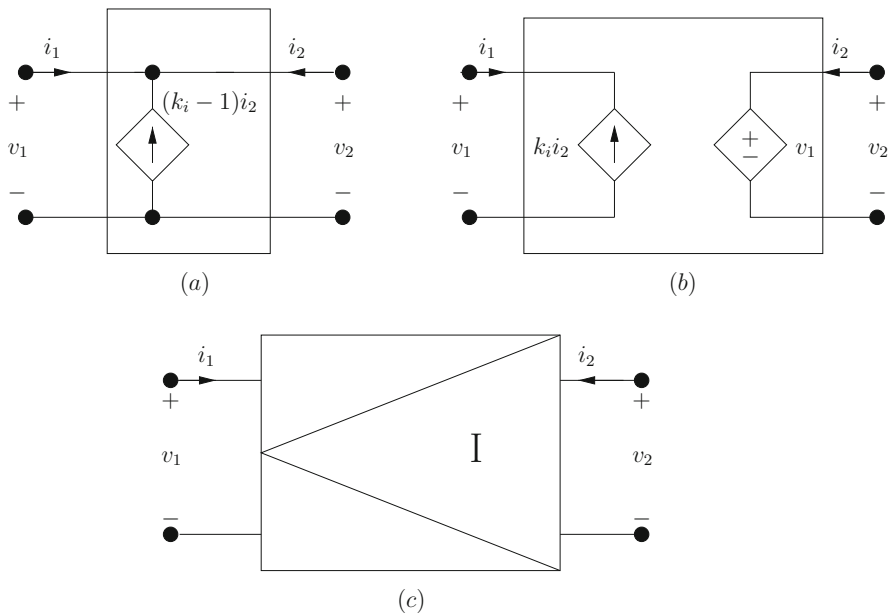 i₁
i₂
(kᵢ − 1)i₂
+
v₁
−
+
v₂
−
(a)
i₁
i₂
+
v₁
−
kᵢi₂
+
−
v₁
+
v₂
−
(b)
i₁
i₂
+
v₁
−
I
+
v₂
−
(c)